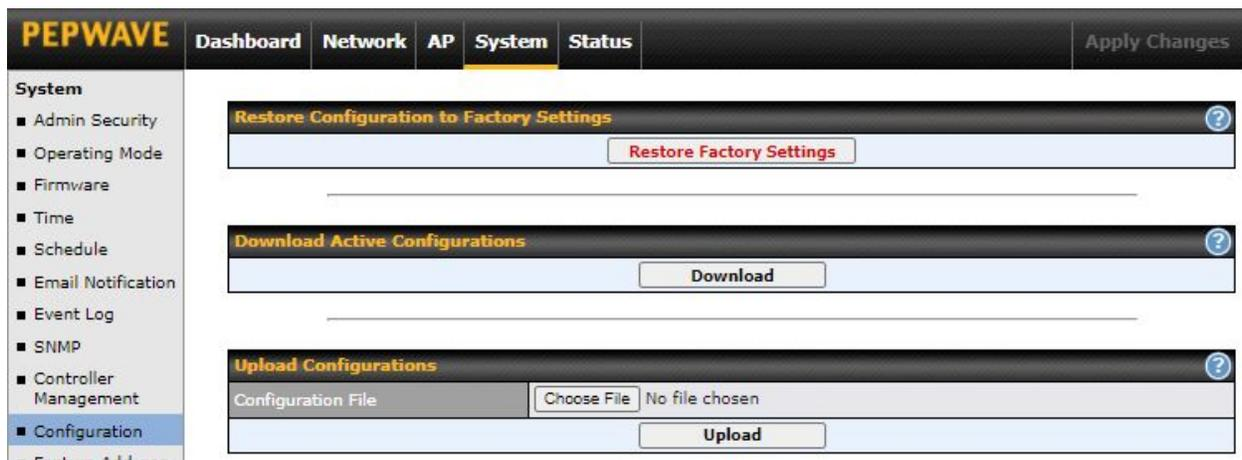 PEPWAVE
Dashboard Network AP System Status Apply Changes
System
Admin Security
Operating Mode
Firmware
Time
Schedule
Email Notification
Event Log
SNMP
Controller Management
Configuration
Restore Configuration to Factory Settings
Restore Factory Settings
Download Active Configurations
Download
Upload Configurations
Configuration File Choose File No file chosen
Upload